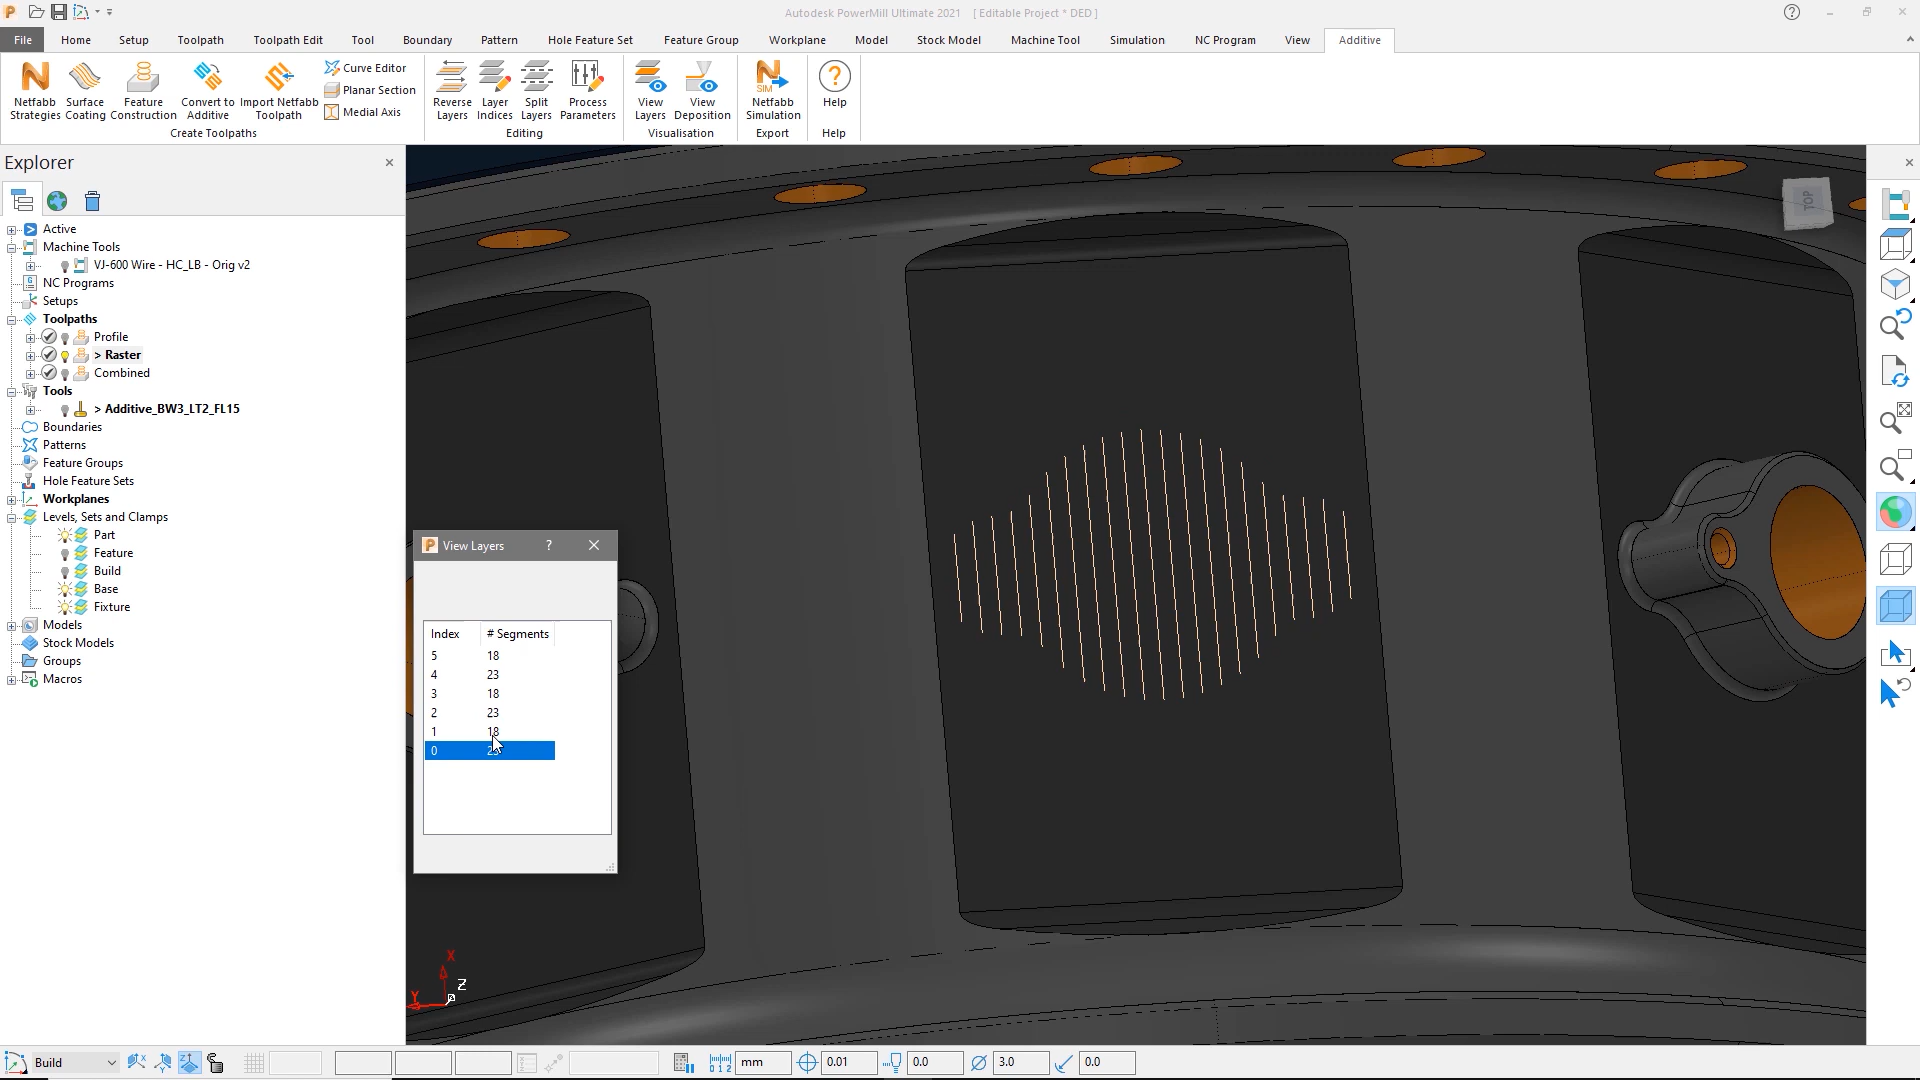 Autodesk PowerMill Ultimate 2021 [ Editable Project * DED ]
File Home Setup Toolpath Toolpath Edit Tool Boundary Pattern Hole Feature Set Feature Group Workplane Model Stock Model Machine Tool Simulation NC Program View Additive
Netfabb Strategies
Surface Coating
Feature Construction
Convert to Additive
Import Netfabb Toolpath
Curve Editor
Planar Section
Medial Axis
Create Toolpaths
Reverse Layers
Layer Indices
Split Layers
Process Parameters
Editing
View Layers
View Deposition
Visualisation
SIM
Netfabb Simulation
Export
Help
Help
Explorer
Active
Machine Tools
VJ-600 Wire - HC_LB - Orig v2
NC Programs
Setups
Toolpaths
Profile
> Raster
Combined
Tools
> Additive_BW3_LT2_FL15
Boundaries
Patterns
Feature Groups
Hole Feature Sets
Workplanes
Levels, Sets and Clamps
Part
Feature
Build
Base
Fixture
Models
Stock Models
Groups
Macros
TOP
View Layers ?
Index # Segments
5 18
4 23
3 18
2 23
1 18
0
X
Y
Z
Build mm 0.01 0.0 3.0 0.0